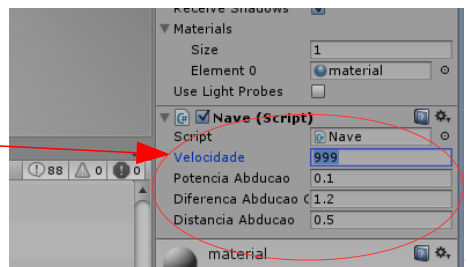 Receive Shadows
Materials
Size 1
Element 0 material
Use Light Probes
Nave (Script)
Script Nave
Velocidade 999
88 0 0
Potencia Abducao 0.1
Diferenca Abducao 1.2
Distancia Abducao 0.5
material